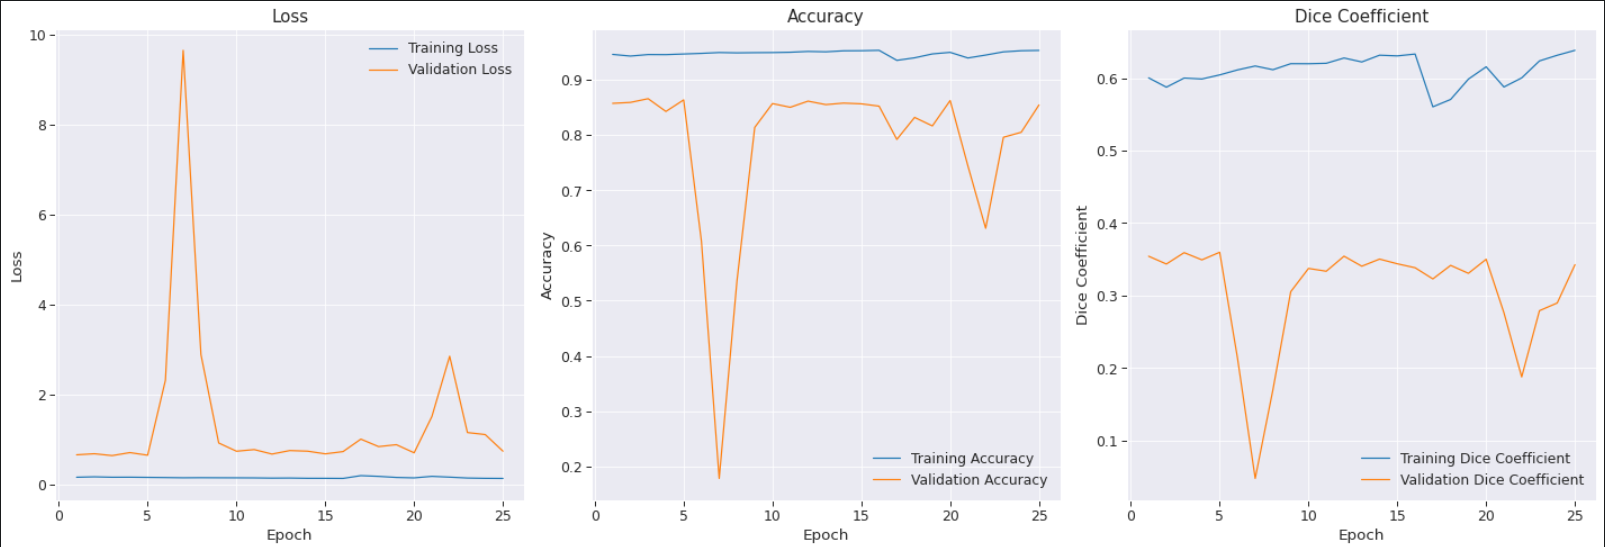 Loss
Training Loss
Validation Loss
10
8
6
4
2
0
Loss
0 5 10 15 20 25
Epoch
Accuracy
0.9
0.8
0.7
0.6
0.5
0.4
0.3
0.2
Accuracy
Training Accuracy
Validation Accuracy
0 5 10 15 20 25
Epoch
Dice Coefficient
0.6
0.5
0.4
0.3
0.2
0.1
Dice Coefficient
Training Dice Coefficient
Validation Dice Coefficient
0 5 10 15 20 25
Epoch